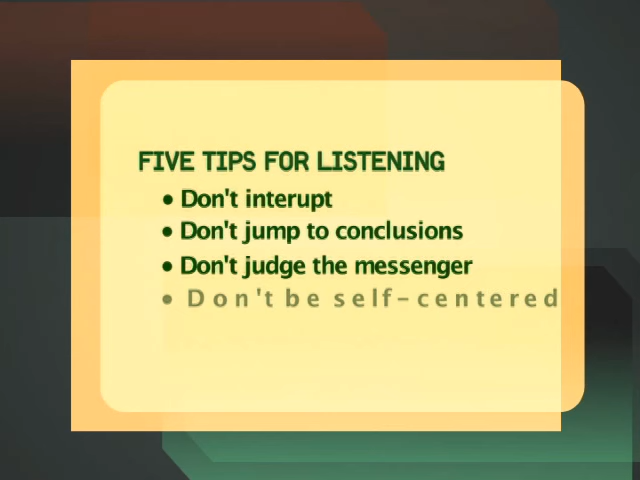 FIVE TIPS FOR LISTENING
• Don't interupt
• Don't jump to conclusions
• Don't judge the messenger
• Don't be self-centered